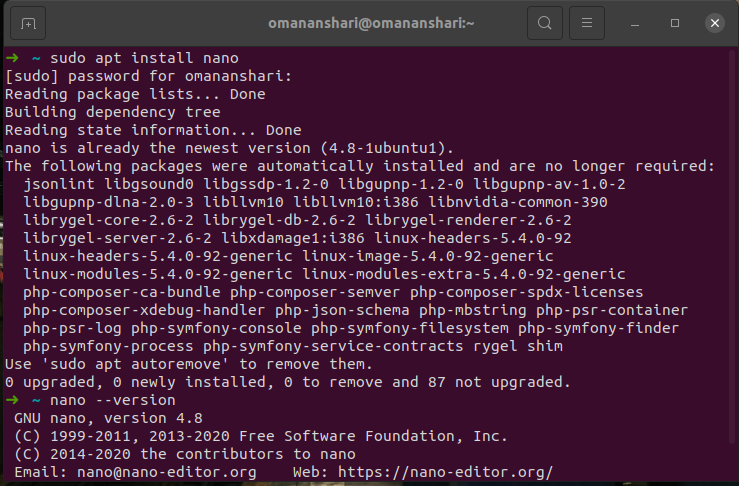 omananshari@omananshari:~
➜ ~ sudo apt install nano
[sudo] password for omananshari:
Reading package lists... Done
Building dependency tree
Reading state information... Done
nano is already the newest version (4.8-1ubuntu1).
The following packages were automatically installed and are no longer required:
  jsonlint libgsound0 libgssdp-1.2-0 libgupnp-1.2-0 libgupnp-av-1.0-2
  libgupnp-dlna-2.0-3 libllvm10 libllvm10:i386 libnvidia-common-390
  librygel-core-2.6-2 librygel-db-2.6-2 librygel-renderer-2.6-2
  librygel-server-2.6-2 libxdamage1:i386 linux-headers-5.4.0-92
  linux-headers-5.4.0-92-generic linux-image-5.4.0-92-generic
  linux-modules-5.4.0-92-generic linux-modules-extra-5.4.0-92-generic
  php-composer-ca-bundle php-composer-semver php-composer-spdx-licenses
  php-composer-xdebug-handler php-json-schema php-mbstring php-psr-container
  php-psr-log php-symfony-console php-symfony-filesystem php-symfony-finder
  php-symfony-process php-symfony-service-contracts rygel shim
Use 'sudo apt autoremove' to remove them.
0 upgraded, 0 newly installed, 0 to remove and 87 not upgraded.
➜ ~ nano --version
 GNU nano, version 4.8
 (C) 1999-2011, 2013-2020 Free Software Foundation, Inc.
 (C) 2014-2020 the contributors to nano
 Email: nano@nano-editor.org    Web: https://nano-editor.org/